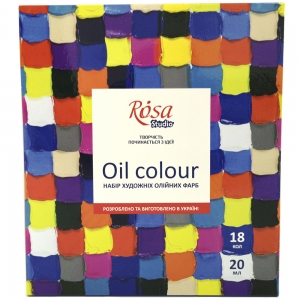 Rósa
Studio
ТВОРЧІСТЬ
ПОЧИНАЄТЬСЯ З ІДЕЇ
Oil colour
НАБІР ХУДОЖНІХ ОЛІЙНИХ ФАРБ
РОЗРОБЛЕНО ТА ВИГОТОВЛЕНО В УКРАЇНІ
18
КОЛ
20
МЛ